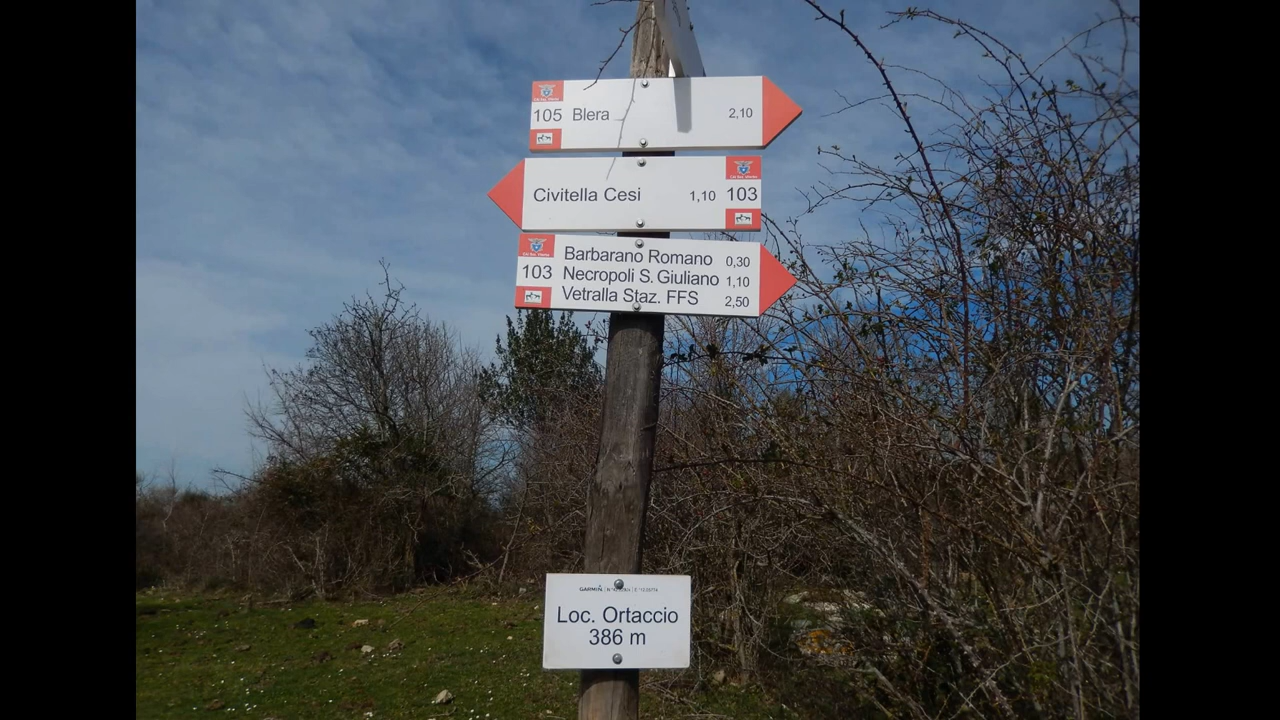 105 Blera 2,10
Civitella Cesi 1,10 103
Barbarano Romano 0,30
103 Necropoli S. Giuliano 1,10
Vetralla Staz. FFS 2,50
GARMIN
Loc. Ortaccio
386 m